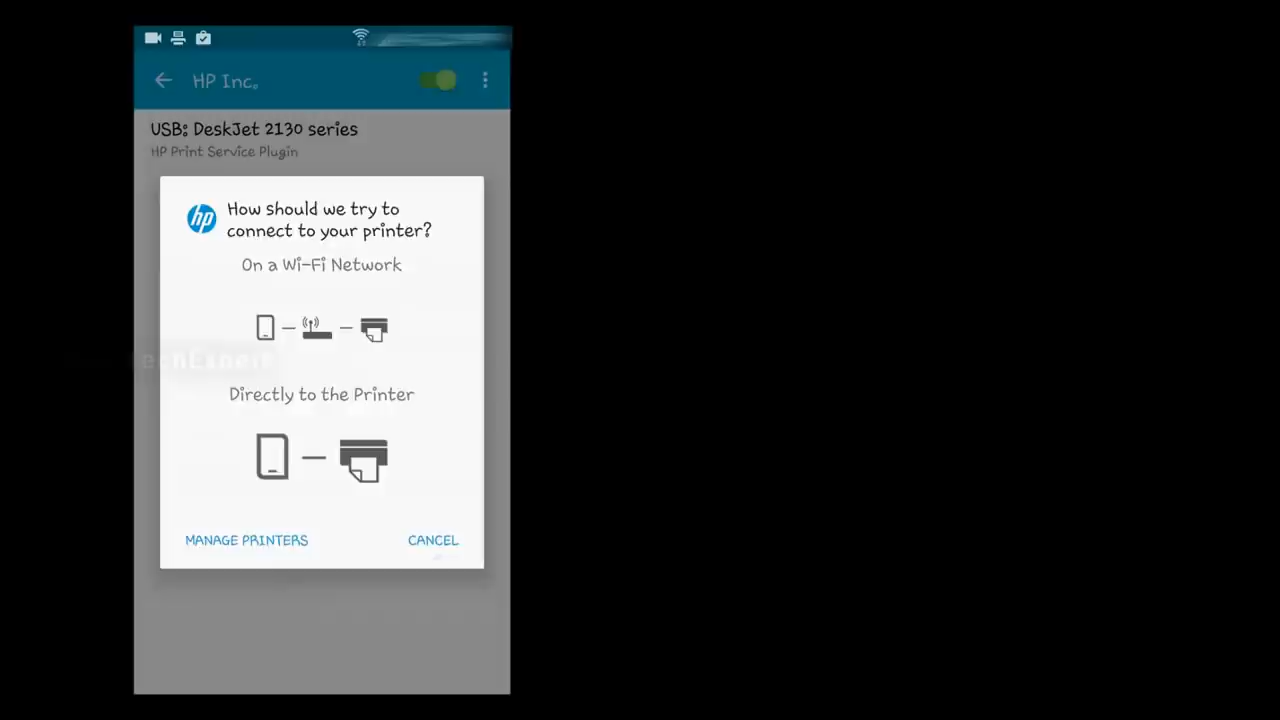 HP Inc.
USB: DeskJet 2130 series
HP Print Service Plugin
hp
How should we try to
connect to your printer?
On a Wi-Fi Network
Directly to the Printer
MANAGE PRINTERS
CANCEL